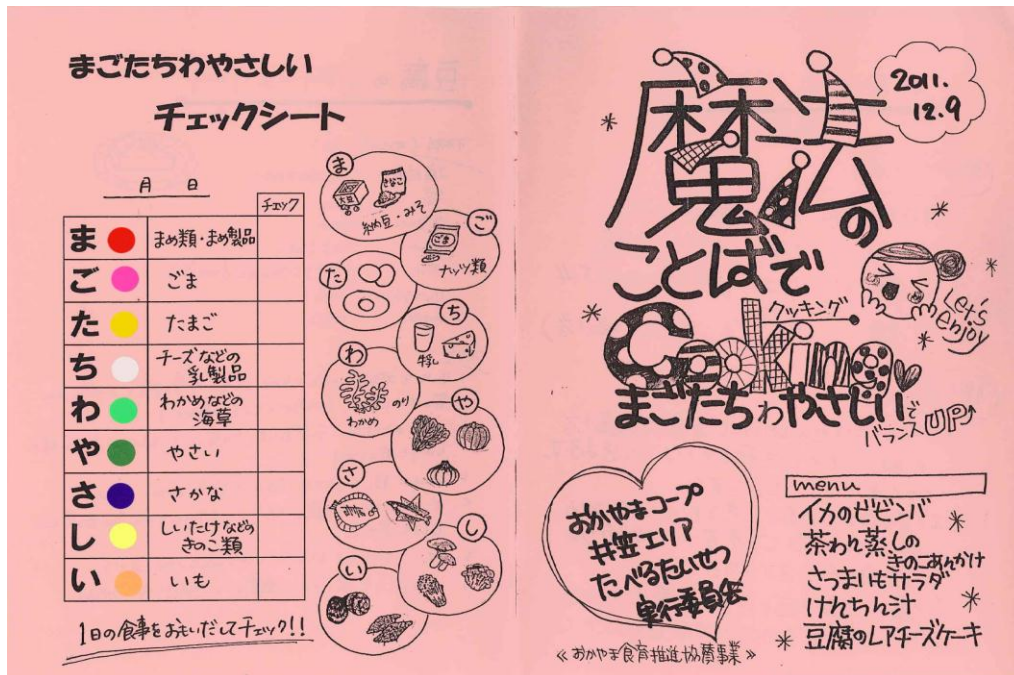 まごたちわやさしい
チェックシート
月 日
チェック
ま まめ類・まめ製品
ご ごま
た たまご
ち チーズなどの
乳製品
わ わかめなどの
海草
や やさい
さ さかな
し しいたけなどの
きのこ類
い いも
1日の食事をおもいだしてチェック!!
ま
大豆
きなこ
納豆・みそ
ご
ごま
ナッツ類
た
ち
牛乳
わ
のり
わかめ
や
さ
し
い
2011.
12.9
魔法の
ことばで
クッキング
Cooking
Let's
enjoy
まごたちわやさしいで
バランスUP↑
おかやまコープ
井笠エリア
たべるたいせつ
実行委員会
≪おかやま食育推進協賛事業≫
menu
イカのビビンバ
茶わん蒸しの
きのこあんかけ
さつまいもサラダ
けんちん汁
豆腐のレアチーズケーキ